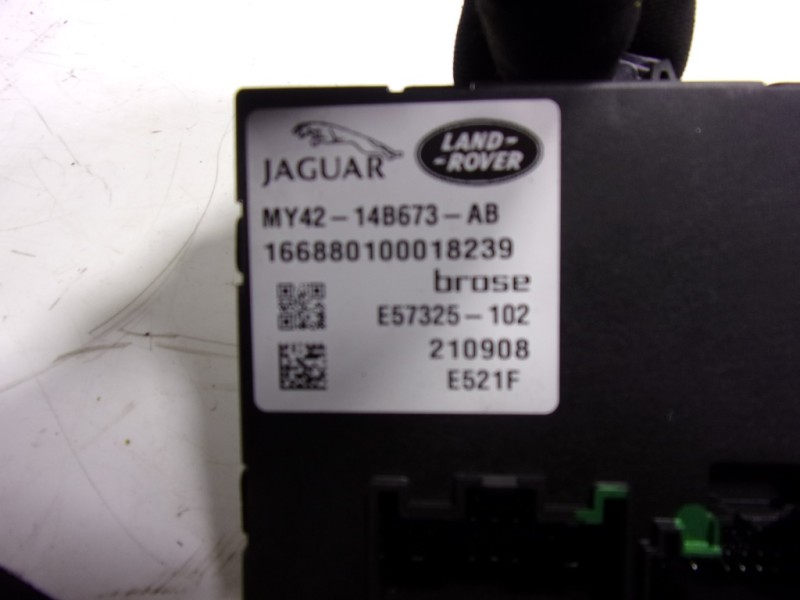 JAGUAR
LAND-
-ROVER
MY42-14B673-AB
166880100018239
brose
E57325-102
210908
E521F